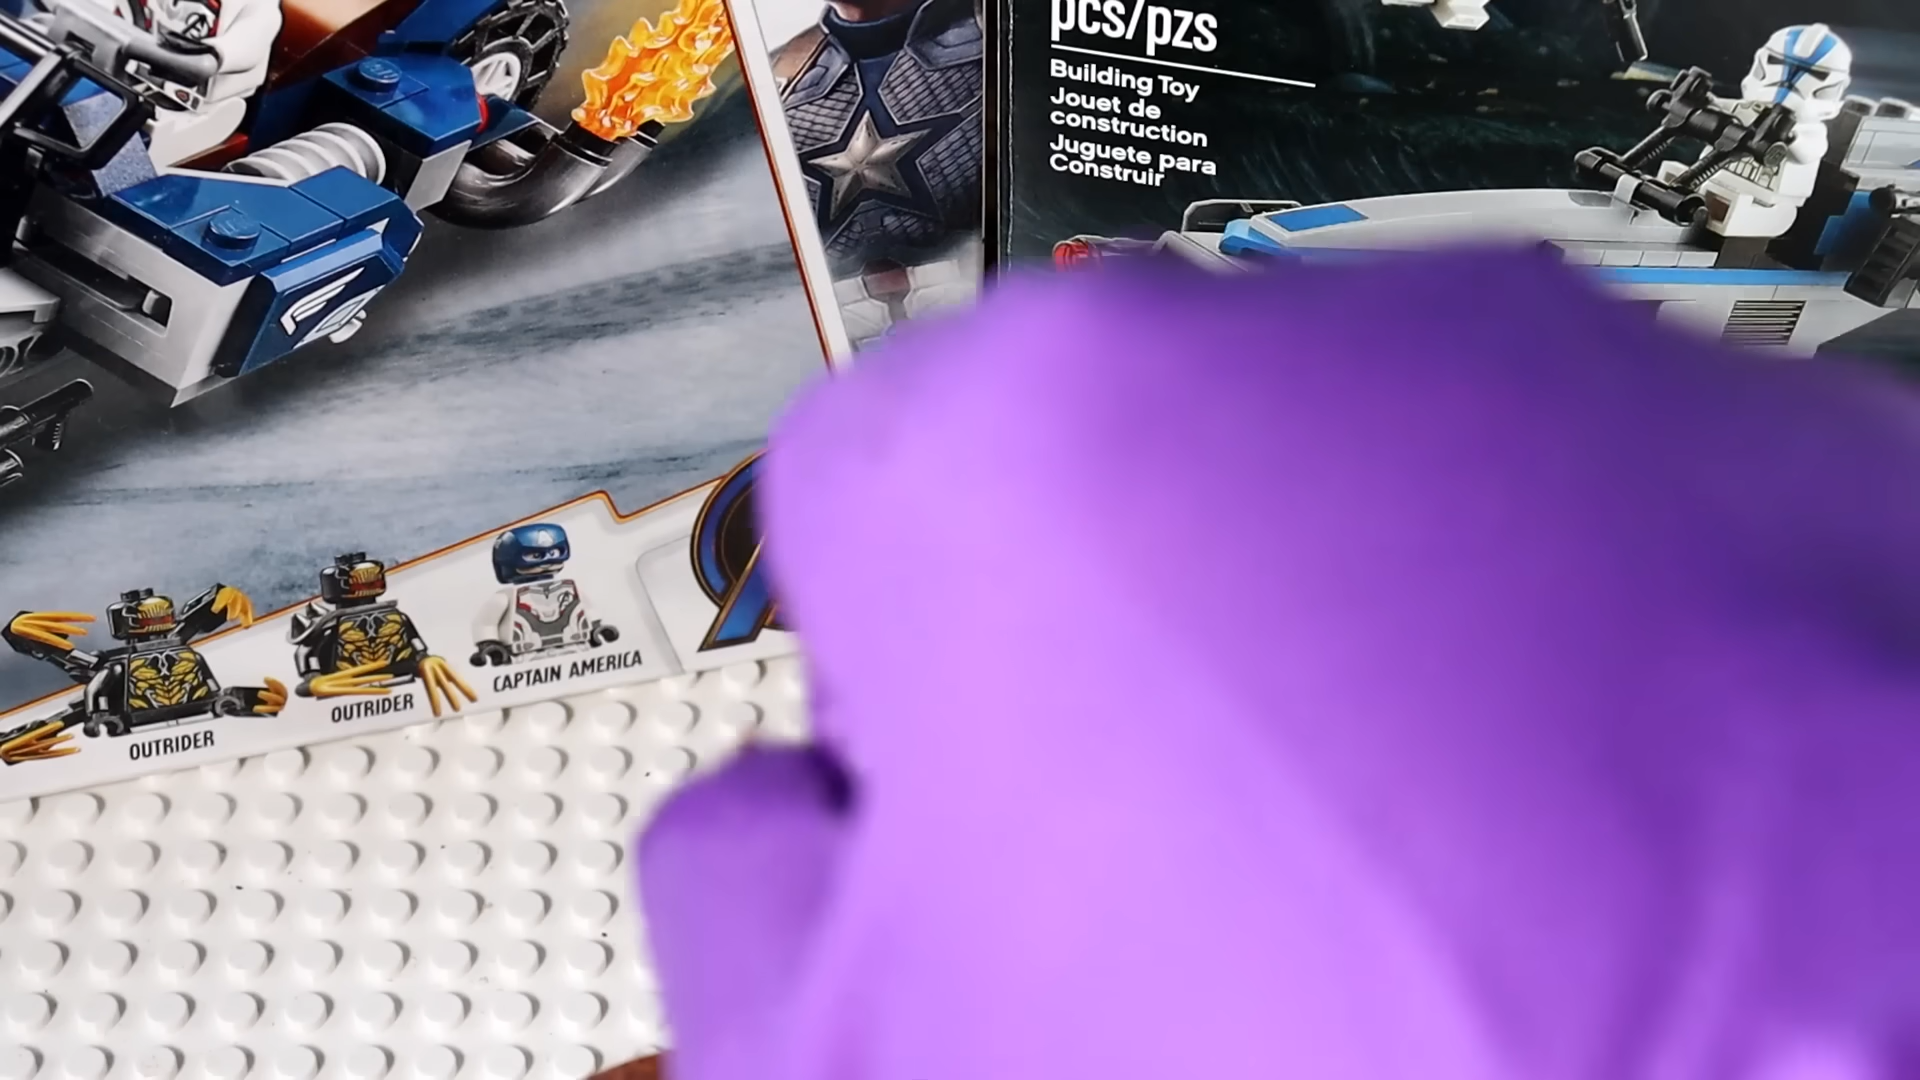 OUTRIDER
OUTRIDER
CAPTAIN AMERICA
pcs/pzs
Building Toy
Jouet de
construction
Juguete para
Construir